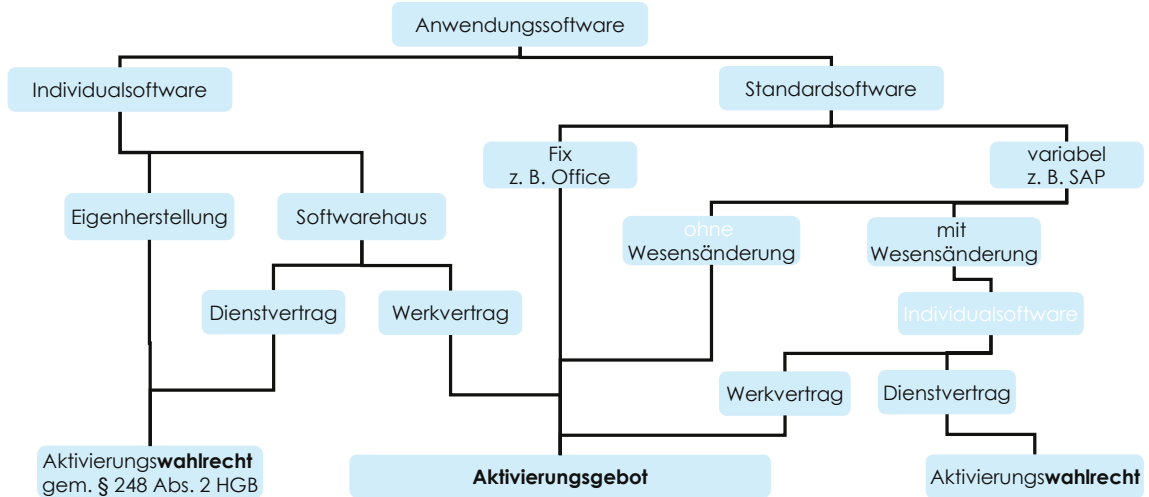 Anwendungssoftware
Individualsoftware
Standardsoftware
Fix
z. B. Office
variabel
z. B. SAP
Eigenherstellung
Softwarehaus
ohne
Wesensänderung
mit
Wesensänderung
Dienstvertrag
Werkvertrag
Individualsoftware
Werkvertrag
Dienstvertrag
Aktivierungswahlrecht
gem. § 248 Abs. 2 HGB
Aktivierungsgebot
Aktivierungswahlrecht